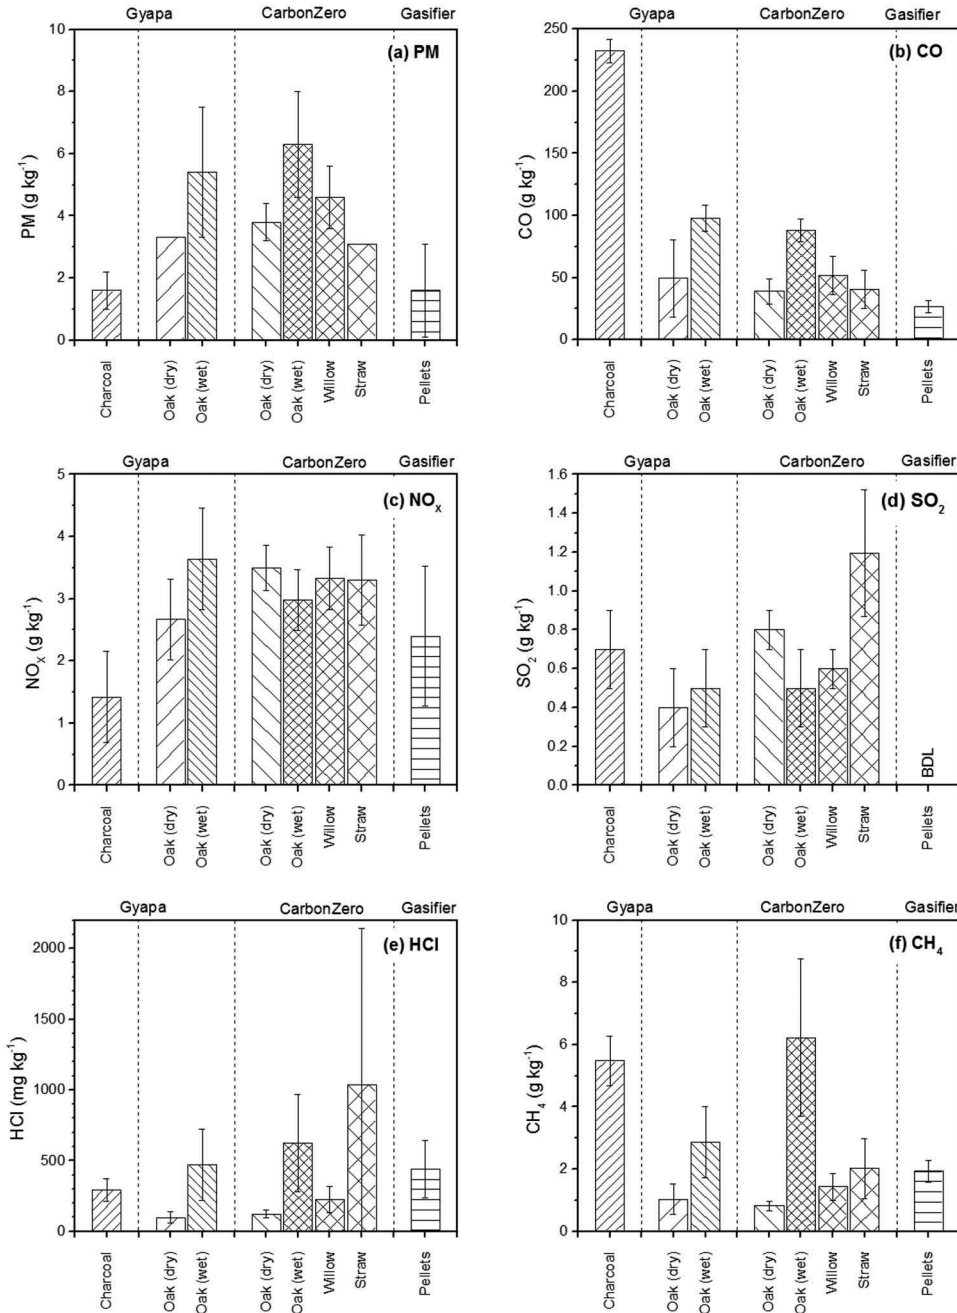 Gyapa CarbonZero Gasifier
(a) PM
PM (g kg-1)
10
8
6
4
2
0
Charcoal
Oak (dry)
Oak (wet)
Oak (dry)
Oak (wet)
Willow
Straw
Pellets
Gyapa CarbonZero Gasifier
(b) CO
CO (g kg-1)
250
200
150
100
50
0
Charcoal
Oak (dry)
Oak (wet)
Oak (dry)
Oak (wet)
Willow
Straw
Pellets
Gyapa CarbonZero Gasifier
(c) NOX
NOX (g kg-1)
5
4
3
2
1
0
Charcoal
Oak (dry)
Oak (wet)
Oak (dry)
Oak (wet)
Willow
Straw
Pellets
Gyapa CarbonZero Gasifier
(d) SO2
SO2 (g kg-1)
1.6
1.4
1.2
1.0
0.8
0.6
0.4
0.2
0.0
BDL
Charcoal
Oak (dry)
Oak (wet)
Oak (dry)
Oak (wet)
Willow
Straw
Pellets
Gyapa CarbonZero Gasifier
(e) HCl
HCl (mg kg-1)
2000
1500
1000
500
0
Charcoal
Oak (dry)
Oak (wet)
Oak (dry)
Oak (wet)
Willow
Straw
Pellets
Gyapa CarbonZero Gasifier
(f) CH4
CH4 (g kg-1)
10
8
6
4
2
0
Charcoal
Oak (dry)
Oak (wet)
Oak (dry)
Oak (wet)
Willow
Straw
Pellets